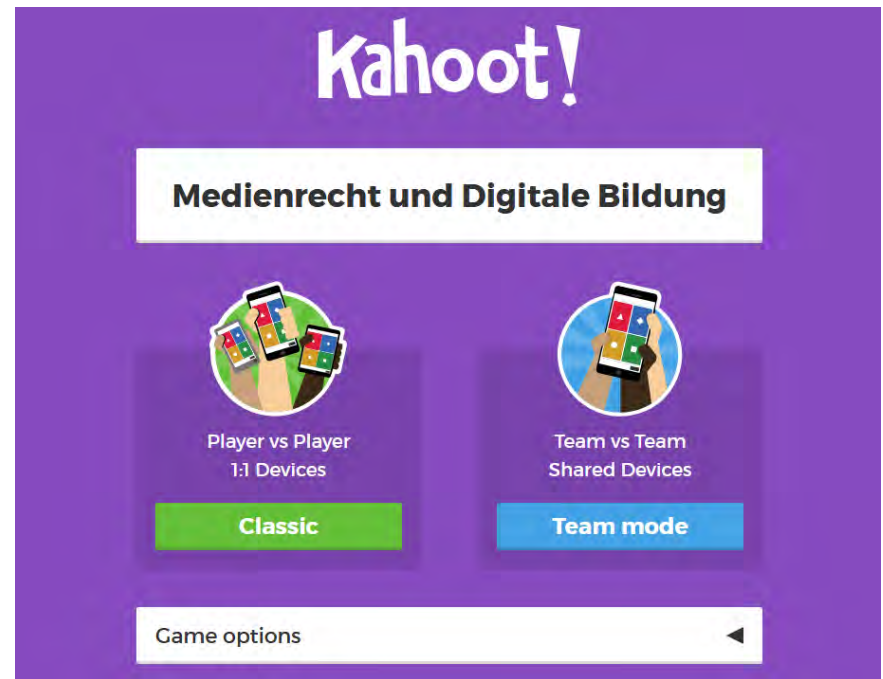 Kahoot!
Medienrecht und Digitale Bildung
Player vs Player
1:1 Devices
Classic
Team vs Team
Shared Devices
Team mode
Game options